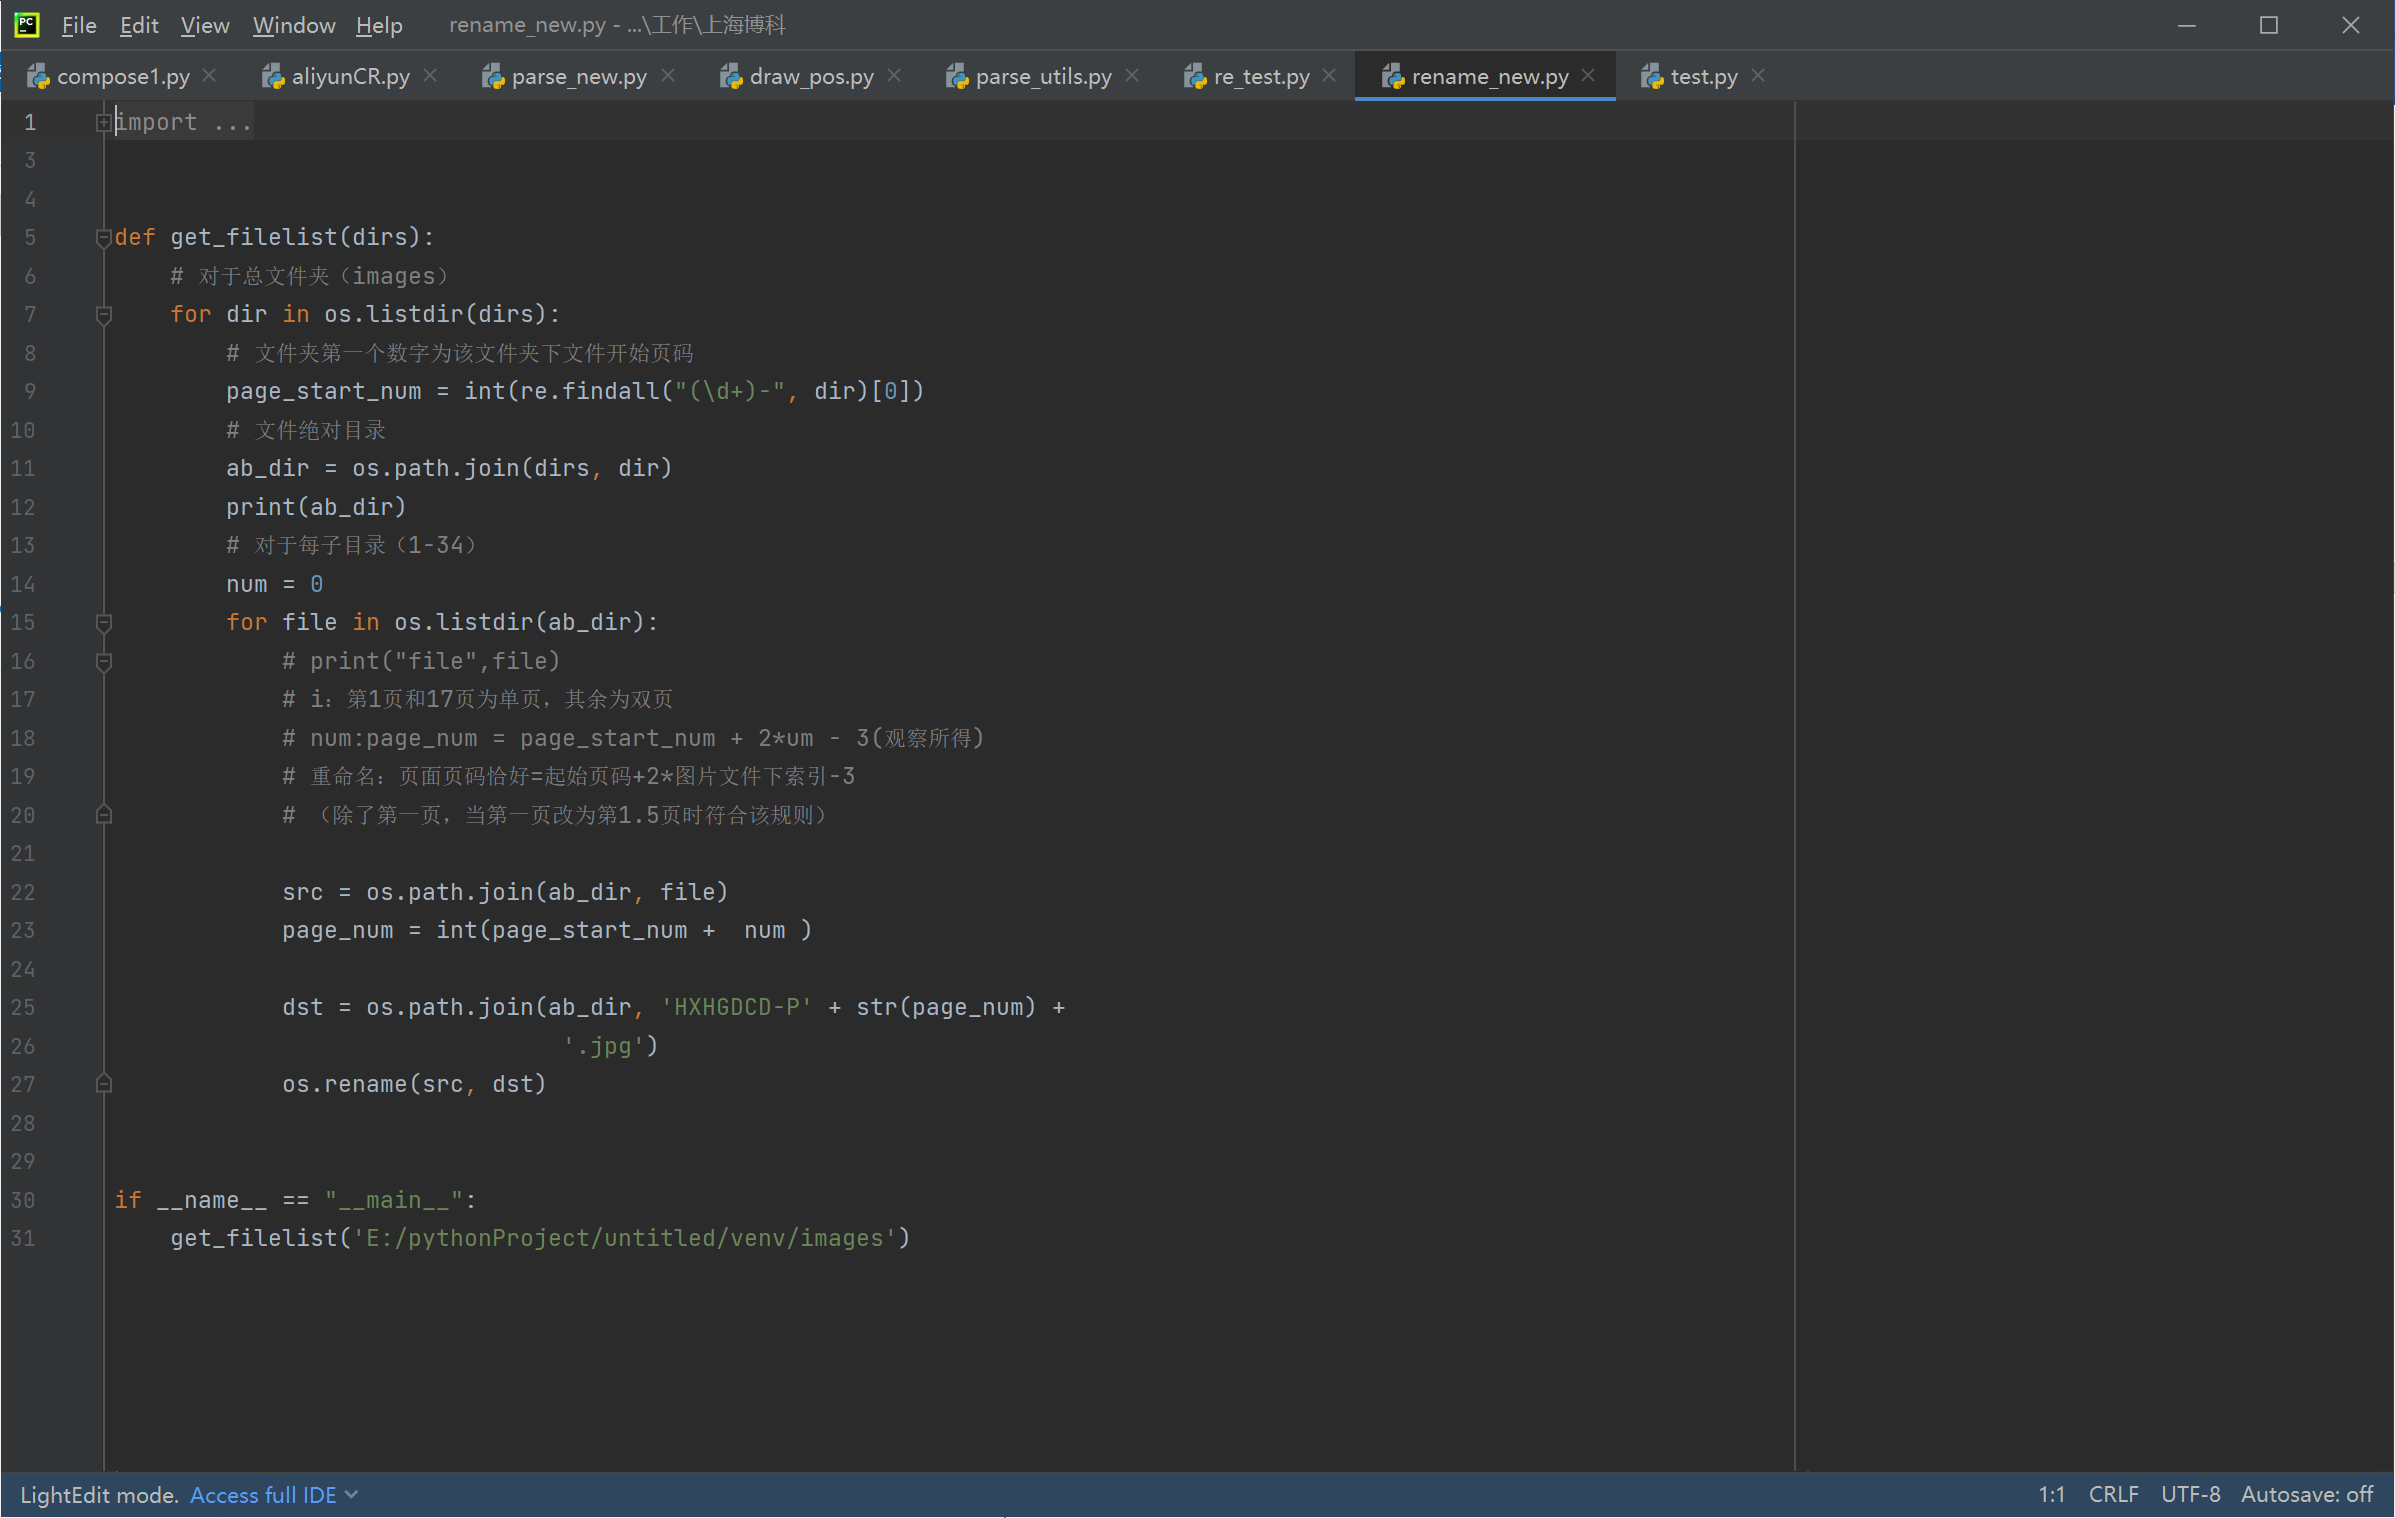 File Edit View Window Help rename_new.py - ...\工作\上海博科
compose1.py aliyunCR.py parse_new.py draw_pos.py parse_utils.py re_test.py rename_new.py test.py
1 import ...
3
4
5 def get_filelist(dirs):
6 # 对于总文件夹（images）
7 for dir in os.listdir(dirs):
8 # 文件夹第一个数字为该文件夹下文件开始页码
9 page_start_num = int(re.findall("(\d+)-", dir)[0])
10 # 文件绝对目录
11 ab_dir = os.path.join(dirs, dir)
12 print(ab_dir)
13 # 对于每子目录（1-34）
14 num = 0
15 for file in os.listdir(ab_dir):
16 # print("file",file)
17 # i：第1页和17页为单页，其余为双页
18 # num:page_num = page_start_num + 2*um - 3(观察所得)
19 # 重命名：页面页码恰好=起始页码+2*图片文件下索引-3
20 # （除了第一页，当第一页改为第1.5页时符合该规则）
21
22 src = os.path.join(ab_dir, file)
23 page_num = int(page_start_num +  num )
24
25 dst = os.path.join(ab_dir, 'HXHGDCD-P' + str(page_num) +
26 '.jpg')
27 os.rename(src, dst)
28
29
30 if __name__ == "__main__":
31 get_filelist('E:/pythonProject/untitled/venv/images')
LightEdit mode. Access full IDE 1:1 CRLF UTF-8 Autosave: off